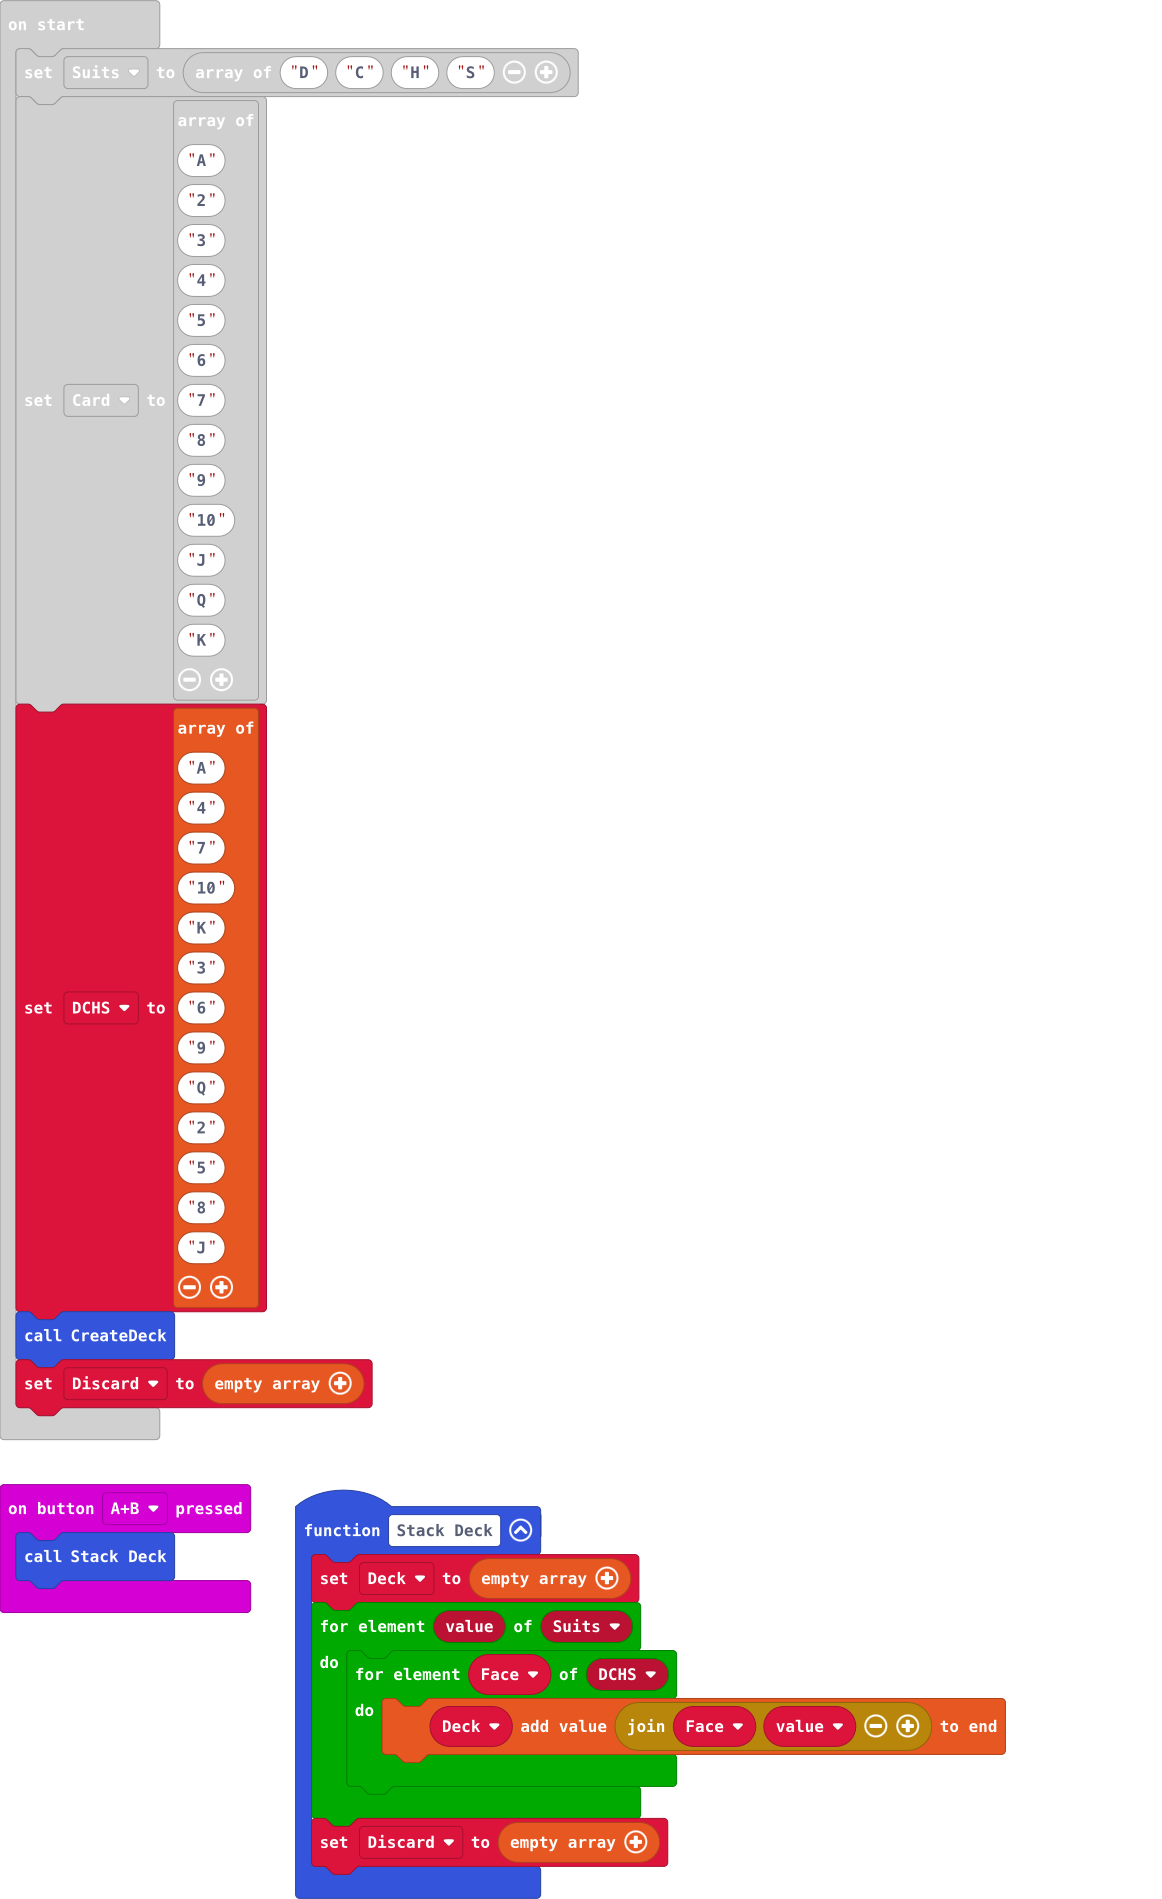 on start
set Suits to array of "D" "C" "H" "S"
array of
"A"
"2"
"3"
"4"
"5"
"6"
set Card to "7"
"8"
"9"
"10"
"J"
"Q"
"K"
array of
"A"
"4"
"7"
"10"
"K"
"3"
set DCHS to "6"
"9"
"Q"
"2"
"5"
"8"
"J"
call CreateDeck
set Discard to empty array
on button A+B pressed
call Stack Deck
function Stack Deck
set Deck to empty array
for element value of Suits
do for element Face of DCHS
do Deck add value join Face value to end
set Discard to empty array